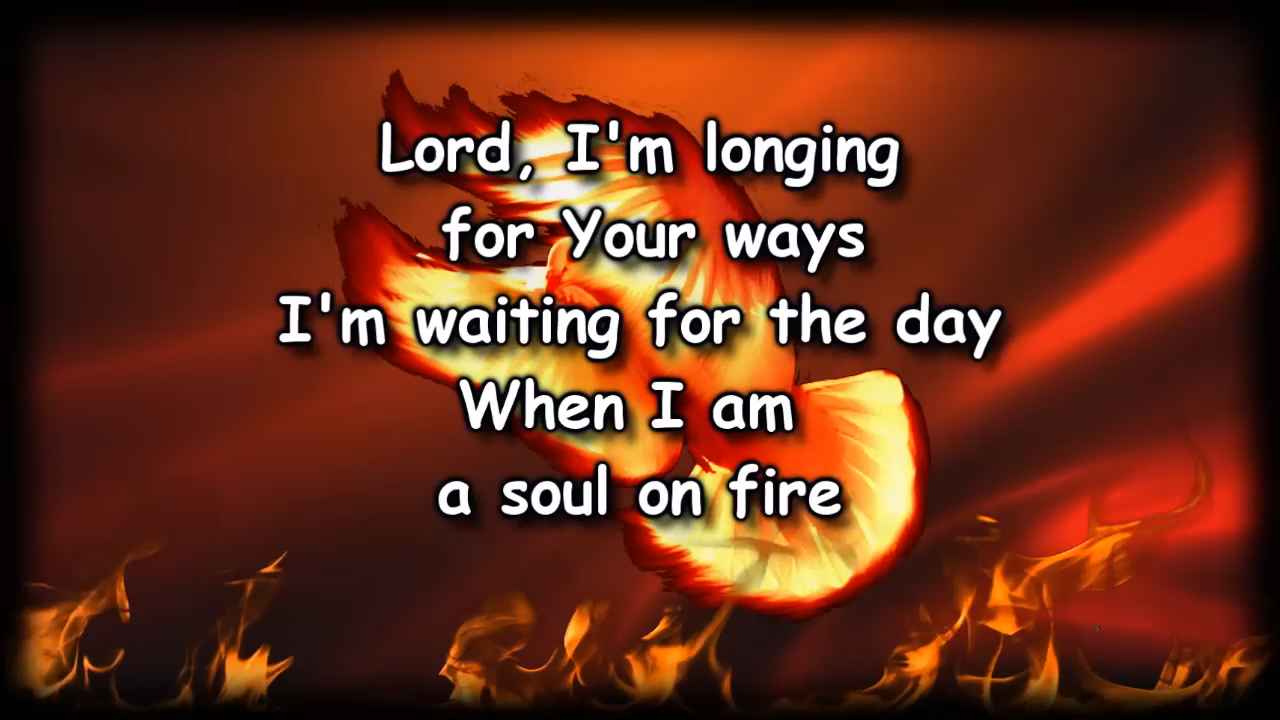 Lord, I'm longing
for Your ways
I'm waiting for the day
When I am
a soul on fire